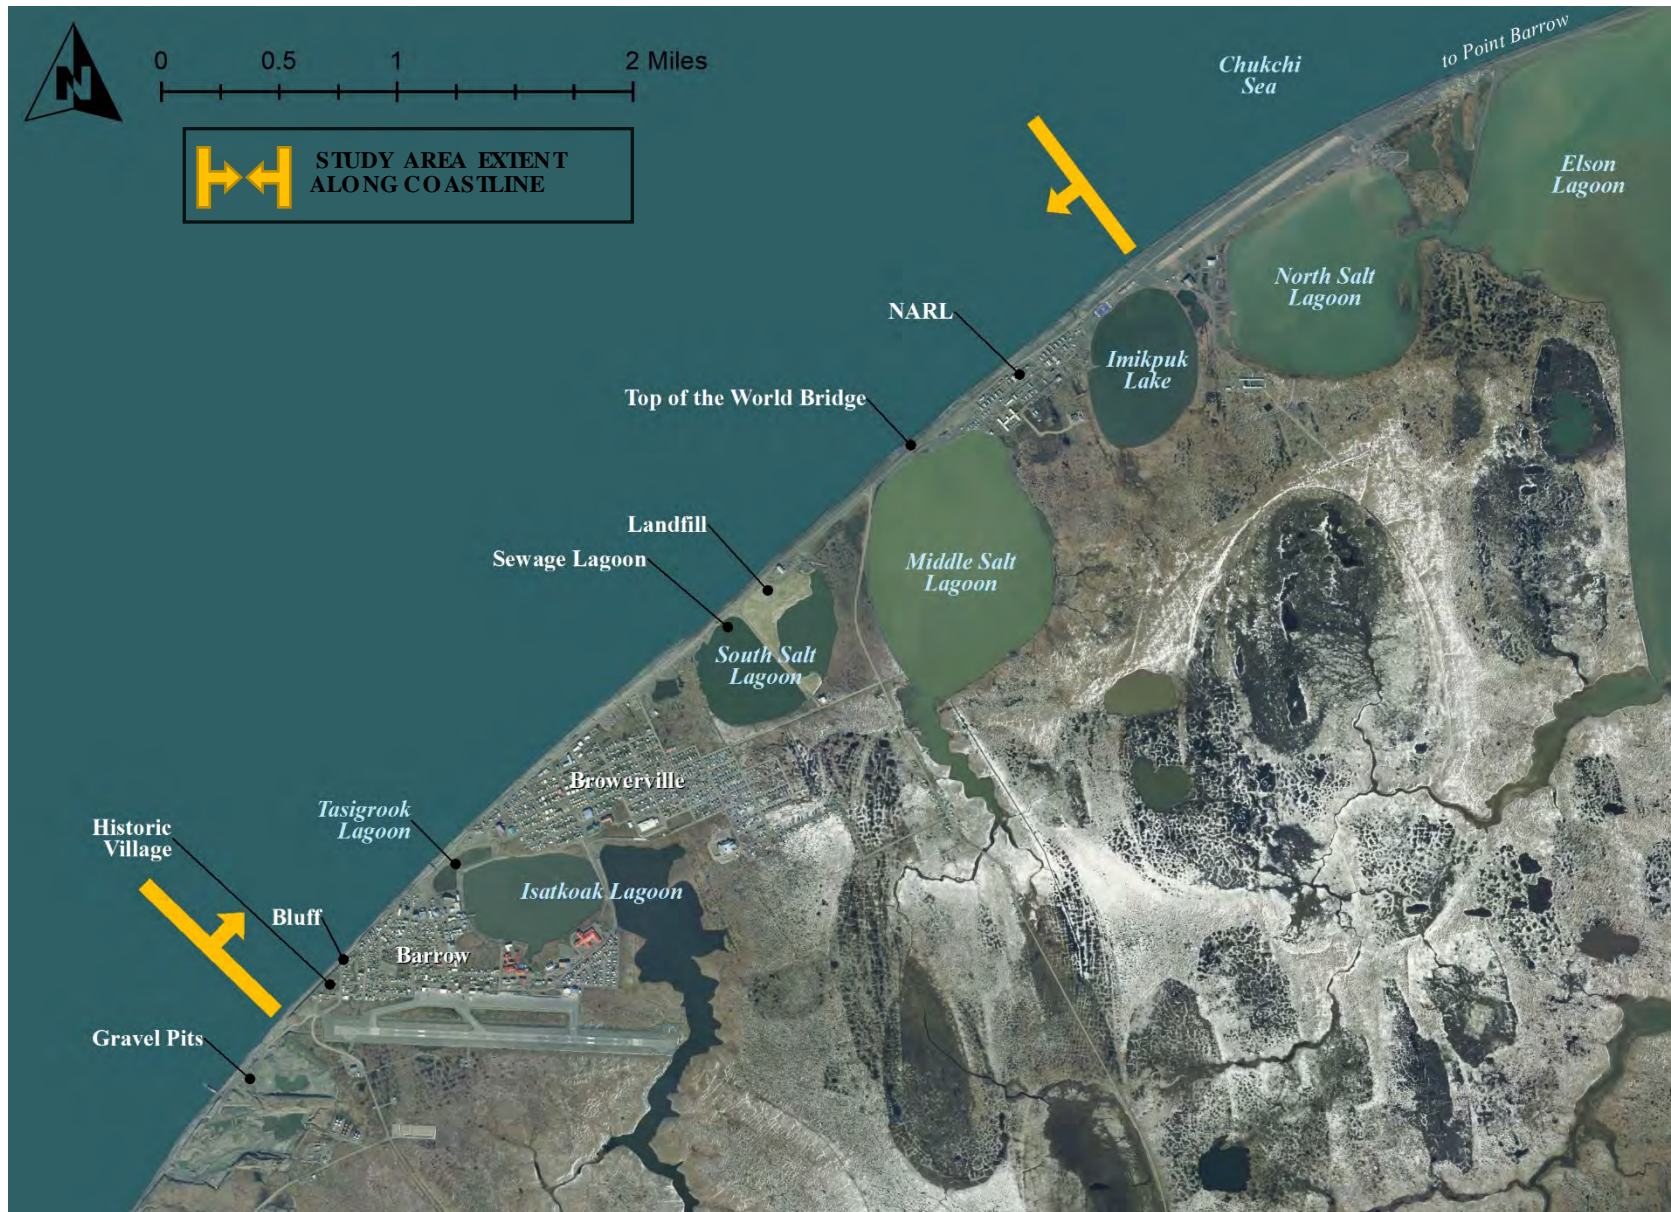 N
0 0.5 1 2 Miles
STUDY AREA EXTENT
ALONG COASTLINE
to Point Barrow
Chukchi
Sea
Elson
Lagoon
North Salt
Lagoon
NARL
Imikpuk
Lake
Top of the World Bridge
Landfill
Sewage Lagoon
Middle Salt
Lagoon
South Salt
Lagoon
Browerville
Tasigrook
Lagoon
Historic
Village
Isatkoak Lagoon
Bluff
Barrow
Gravel Pits